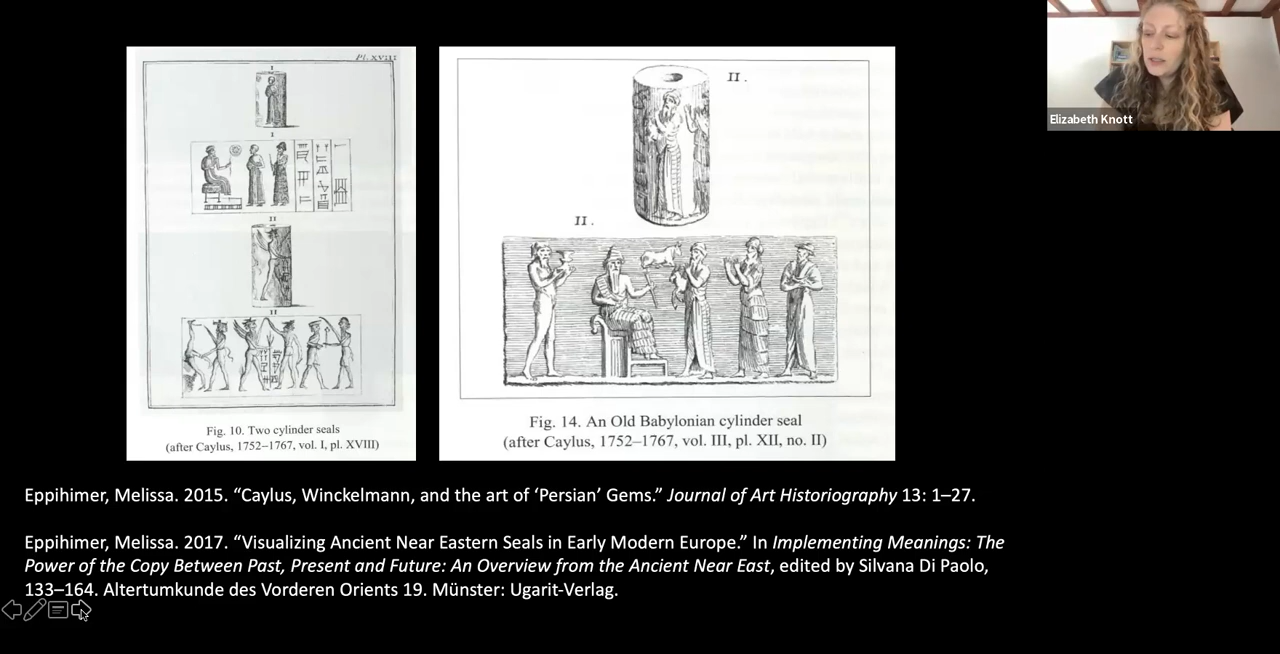 Pl. XVIII
I
I
II
II
Fig. 10. Two cylinder seals
(after Caylus, 1752–1767, vol. I, pl. XVIII)
II.
II.
Fig. 14. An Old Babylonian cylinder seal
(after Caylus, 1752–1767, vol. III, pl. XII, no. II)
Elizabeth Knott
Eppihimer, Melissa. 2015. “Caylus, Winckelmann, and the art of ‘Persian’ Gems.” Journal of Art Historiography 13: 1–27.
Eppihimer, Melissa. 2017. “Visualizing Ancient Near Eastern Seals in Early Modern Europe.” In Implementing Meanings: The
Power of the Copy Between Past, Present and Future: An Overview from the Ancient Near East, edited by Silvana Di Paolo,
133–164. Altertumkunde des Vorderen Orients 19. Münster: Ugarit-Verlag.